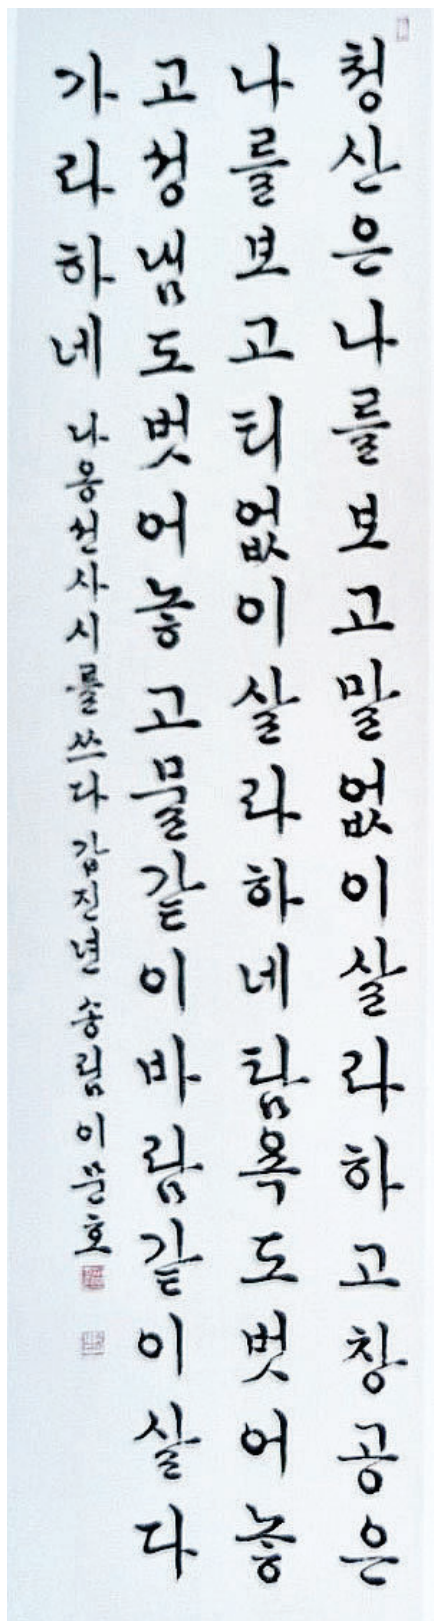 청산은나를보고말없이살라하고창공은
나를보고티없이살라하네탐욕도벗어놓
고청냄도벗어놓고물같이바람같이살다
가라하네 나옹선사시를쓰다 갑진년 송림이문호